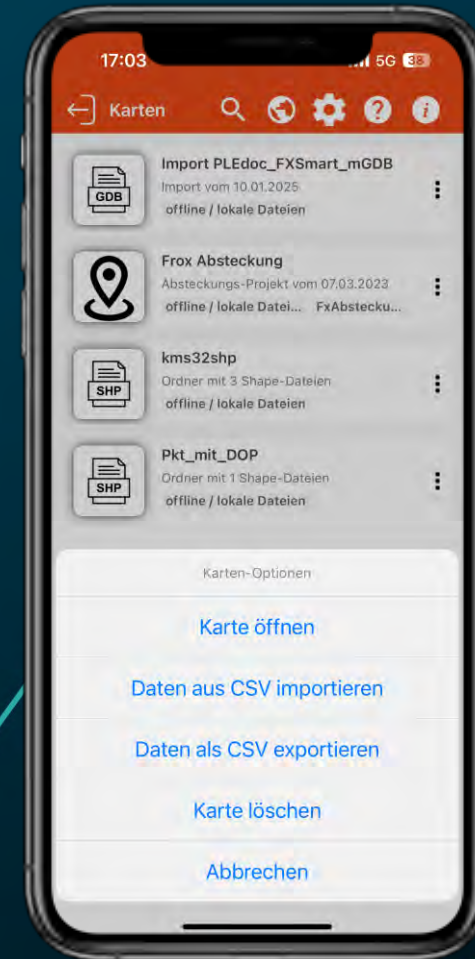 17:03 5G 38
Karten
GDB
Import PLEdoc_FXSmart_mGDB
Import vom 10.01.2025
offline / lokale Dateien
Frox Absteckung
Absteckungs-Projekt vom 07.03.2023
offline / lokale Datei... FxAbstecku...
SHP
kms32shp
Ordner mit 3 Shape-Dateien
offline / lokale Dateien
SHP
Pkt_mit_DOP
Ordner mit 1 Shape-Dateien
offline / lokale Dateien
Karten-Optionen
Karte öffnen
Daten aus CSV importieren
Daten als CSV exportieren
Karte löschen
Abbrechen